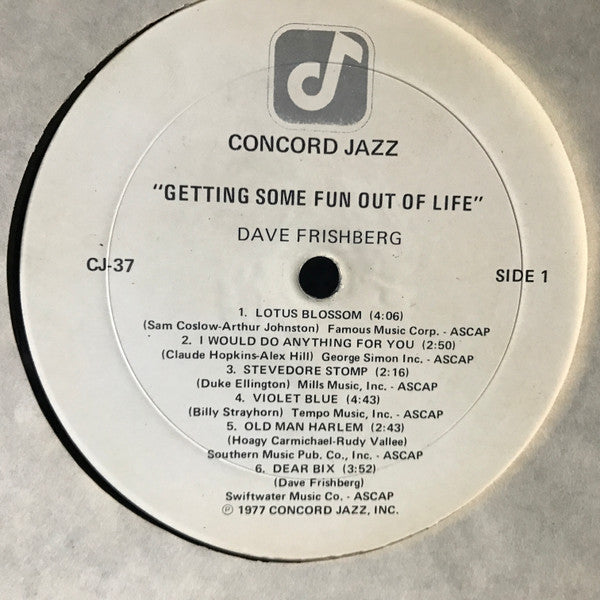 CONCORD JAZZ
"GETTING SOME FUN OUT OF LIFE"
DAVE FRISHBERG
CJ-37
SIDE 1
1. LOTUS BLOSSOM (4:06)
(Sam Coslow-Arthur Johnston) Famous Music Corp. - ASCAP
2. I WOULD DO ANYTHING FOR YOU (2:50)
(Claude Hopkins-Alex Hill) George Simon Inc. - ASCAP
3. STEVEDORE STOMP (2:16)
(Duke Ellington) Mills Music, Inc. - ASCAP
4. VIOLET BLUE (4:43)
(Billy Strayhorn) Tempo Music, Inc. - ASCAP
5. OLD MAN HARLEM (2:43)
(Hoagy Carmichael-Rudy Vallee)
Southern Music Pub. Co., Inc. - ASCAP
6. DEAR BIX (3:52)
(Dave Frishberg)
Swiftwater Music Co. - ASCAP
℗ 1977 CONCORD JAZZ, INC.